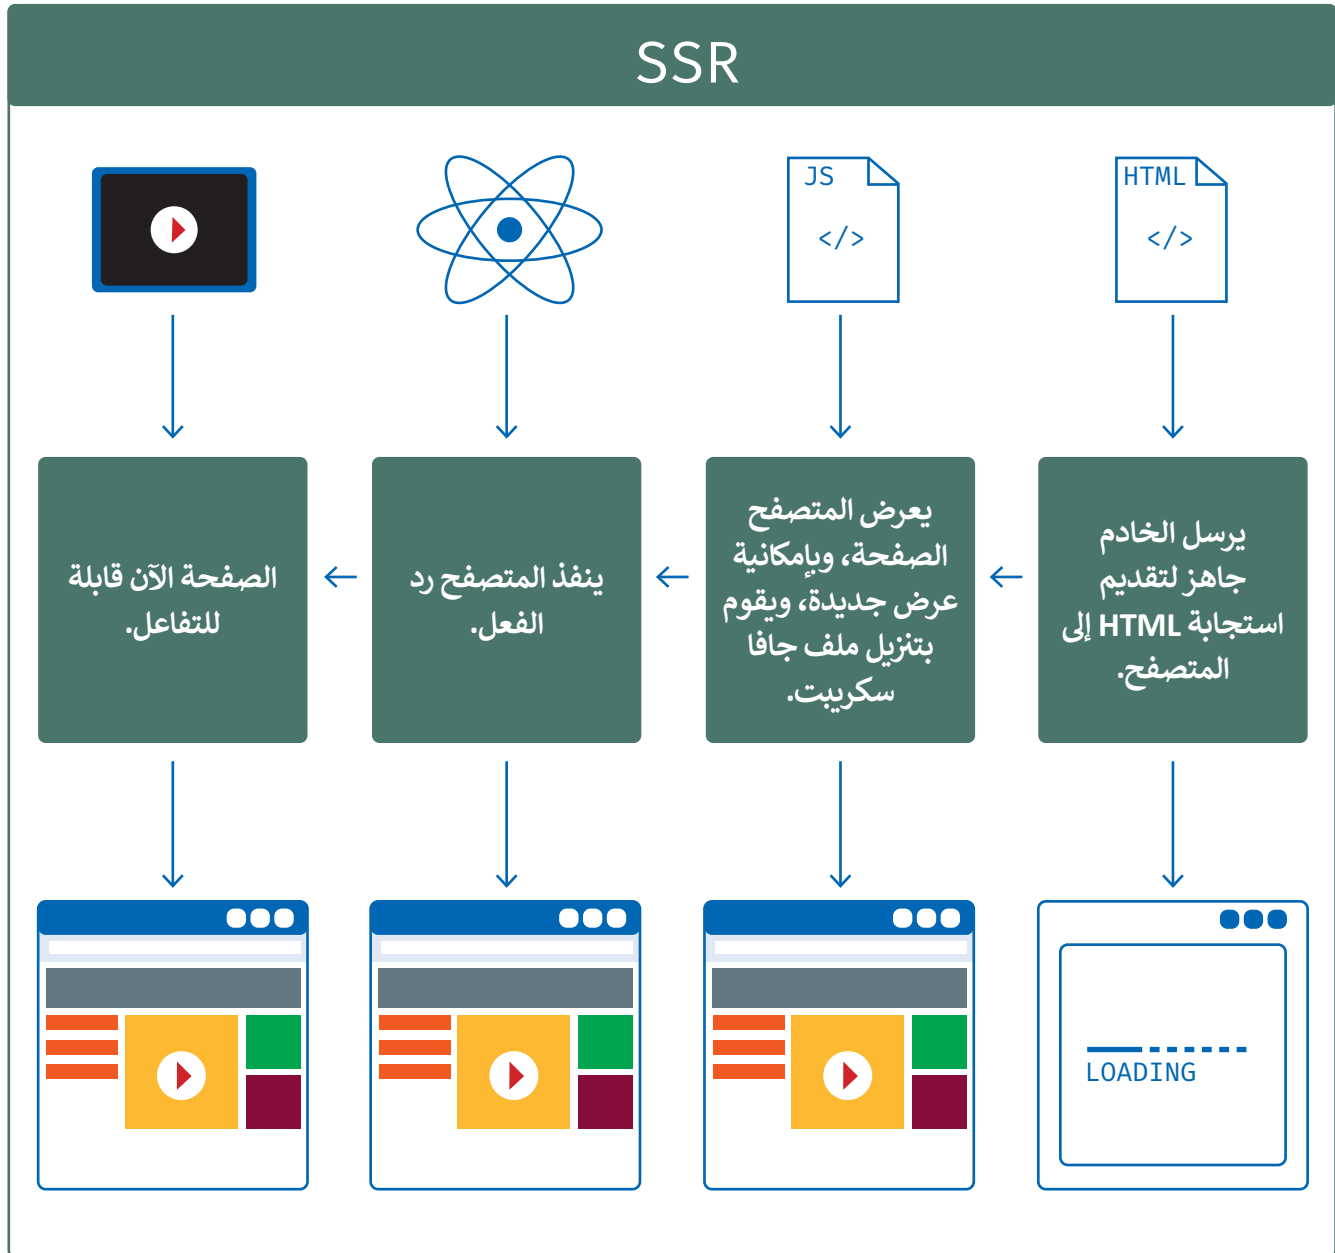 SSR
HTML
</>
JS
</>
يرسل الخادم
جاهز لتقديم
استجابة HTML إلى
المتصفح.
يعرض المتصفح
الصفحة، وبإمكانية
عرض جديدة، ويقوم
بتنزيل ملف جافا
سكريبت.
ينفذ المتصفح رد
الفعل.
الصفحة الآن قابلة
للتفاعل.
LOADING